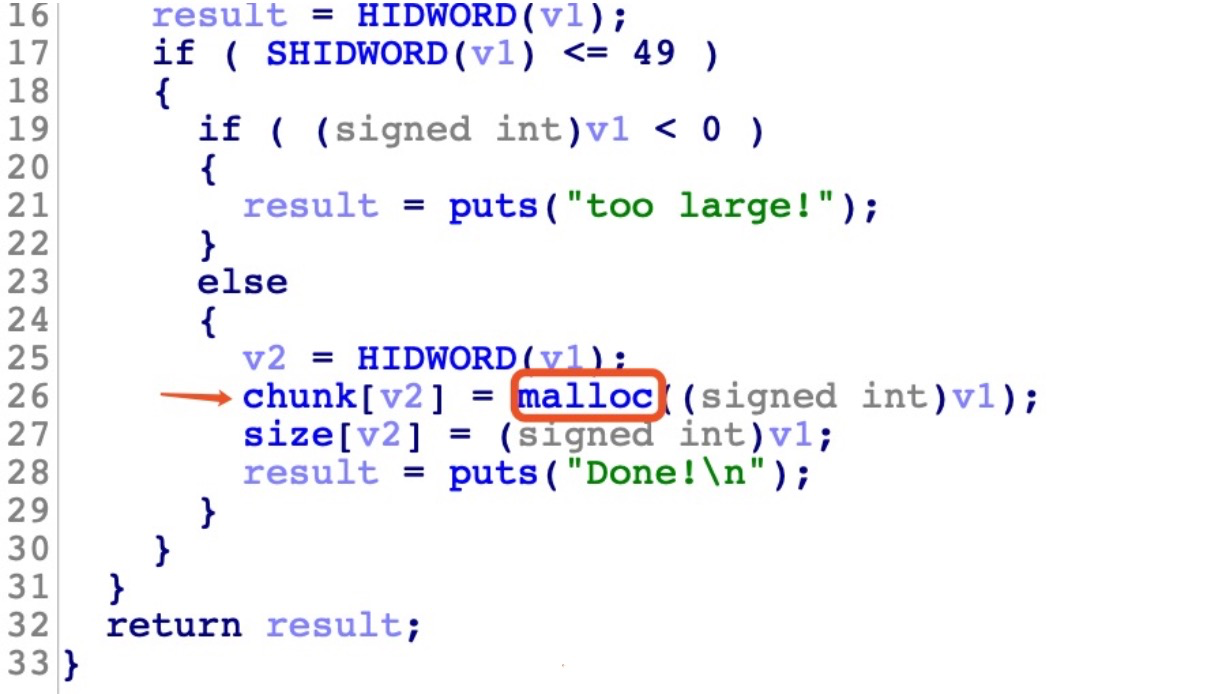 16 result = HIDWORD(v1);
17 if ( SHIDWORD(v1) <= 49 )
18 {
19 if ( (signed int)v1 < 0 )
20 {
21 result = puts("too large!");
22 }
23 else
24 {
25 v2 = HIDWORD(v1);
26 chunk[v2] = malloc((signed int)v1);
27 size[v2] = (signed int)v1;
28 result = puts("Done!\n");
29 }
30 }
31 }
32 return result;
33 }